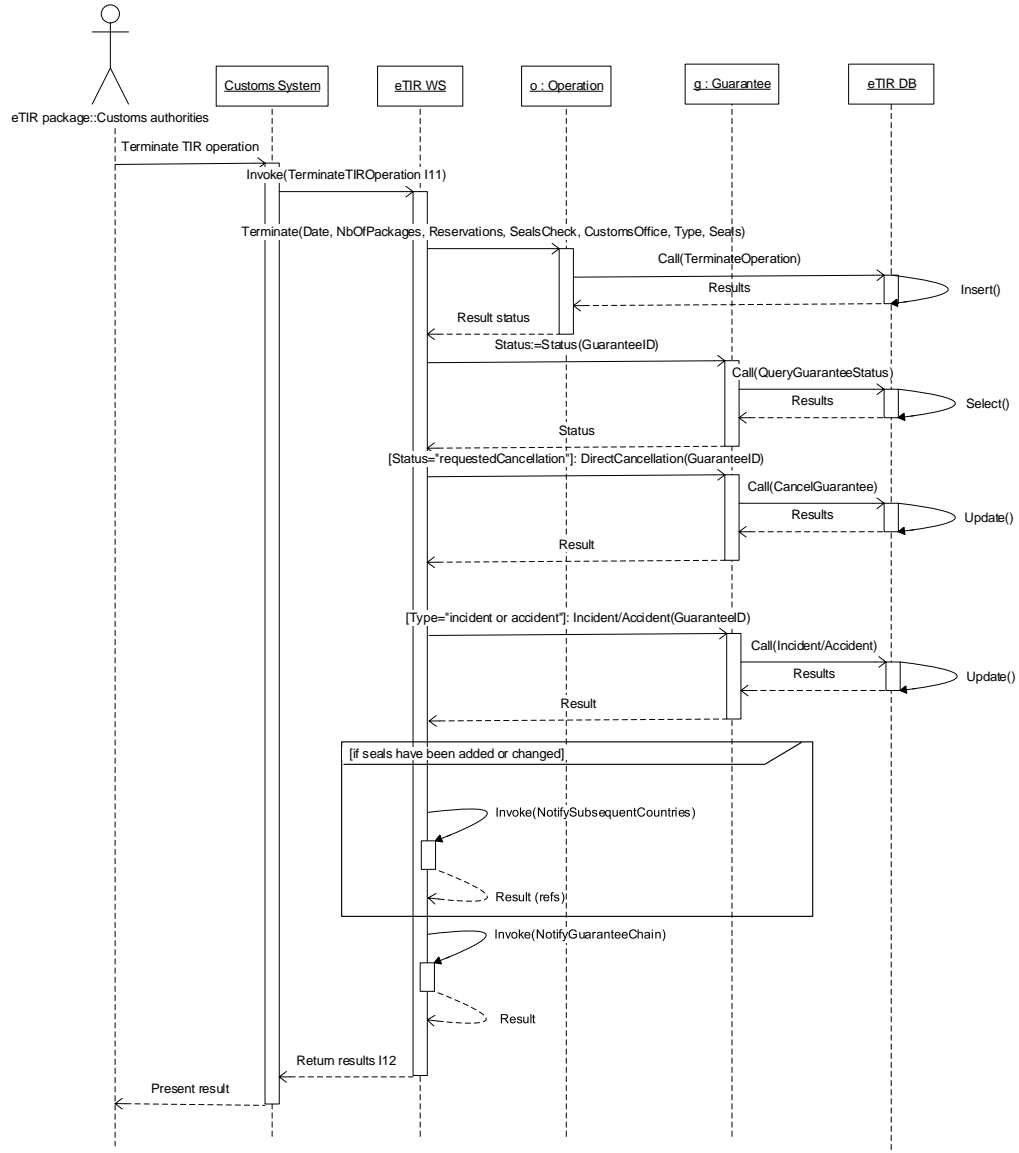 Customs System
eTIR WS
o : Operation
g : Guarantee
eTIR DB
eTIR package::Customs authorities
Terminate TIR operation
Invoke(TerminateTIROperation I11)
Terminate(Date, NbOfPackages, Reservations, SealsCheck, CustomsOffice, Type, Seals)
Call(TerminateOperation)
Results
Insert()
Result status
Status:=Status(GuaranteeID)
Call(QueryGuaranteeStatus)
Results
Select()
Status
[Status="requestedCancellation"]: DirectCancellation(GuaranteeID)
Call(CancelGuarantee)
Results
Update()
Result
[Type="incident or accident"]: Incident/Accident(GuaranteeID)
Call(Incident/Accident)
Results
Update()
Result
[if seals have been added or changed]
Invoke(NotifySubsequentCountries)
Result (refs)
Invoke(NotifyGuaranteeChain)
Result
Return results I12
Present result